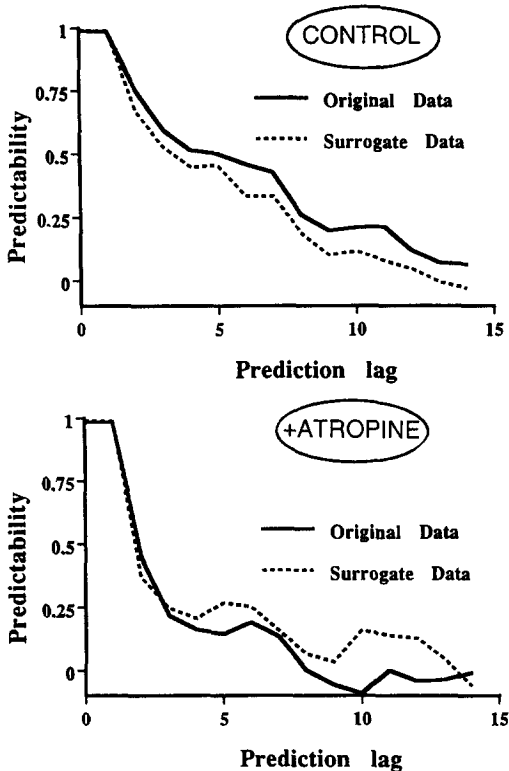 CONTROL
1
Original Data
0.75
Surrogate Data
Predictability
0.5
0.25
0
0 5 10 15
Prediction lag
+ATROPINE
1
0.75
Original Data
0.5
Surrogate Data
Predictability
0.25
0
0 5 10 15
Prediction lag